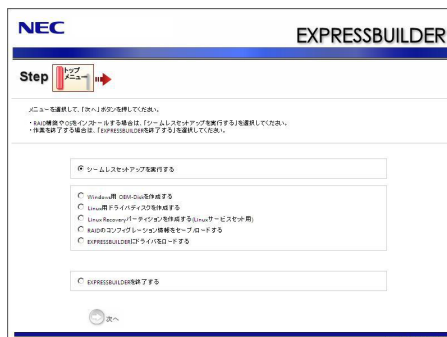 NEC
EXPRESSBUILDER
Step トップメニュー
メニューを選択して、「次へ」ボタンを押してください。
・RAID構築やOSをインストールする場合は、「シームレスセットアップを実行する」を選択してください。
・作業を終了する場合は、「EXPRESSBUILDERを終了する」を選択してください。
シームレスセットアップを実行する
Windows用 OEM-Diskを作成する
Linux用ドライバディスクを作成する
Linux Recoveryパーティションを作成する(Linuxサービスセット用)
RAIDのコンフィグレーション情報をセーブ/ロードする
EXPRESSBUILDERにドライバをロードする
EXPRESSBUILDERを終了する
次へ